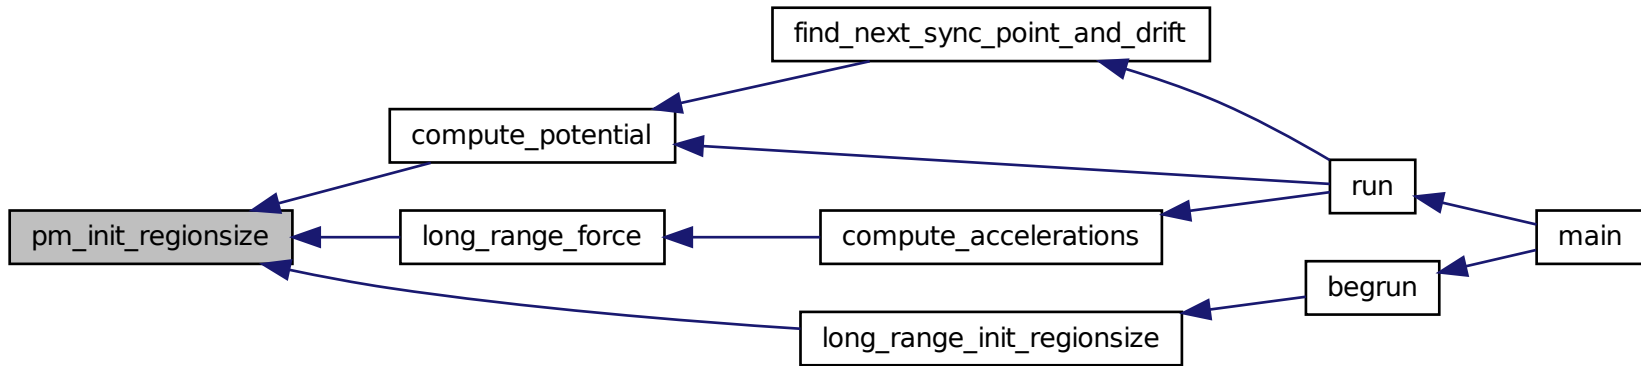 find_next_sync_point_and_drift
compute_potential
run
pm_init_regionsize
long_range_force
compute_accelerations
main
begrun
long_range_init_regionsize